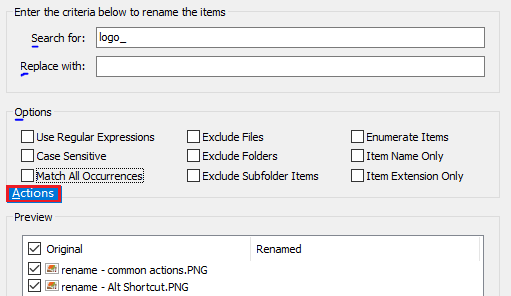 Enter the criteria below to rename the items
Search for: logo_
Replace with:
Options
Use Regular Expressions Exclude Files Enumerate Items
Case Sensitive Exclude Folders Item Name Only
Match All Occurrences Exclude Subfolder Items Item Extension Only
Actions
Preview
Original Renamed
rename - common actions.PNG
rename - Alt Shortcut.PNG